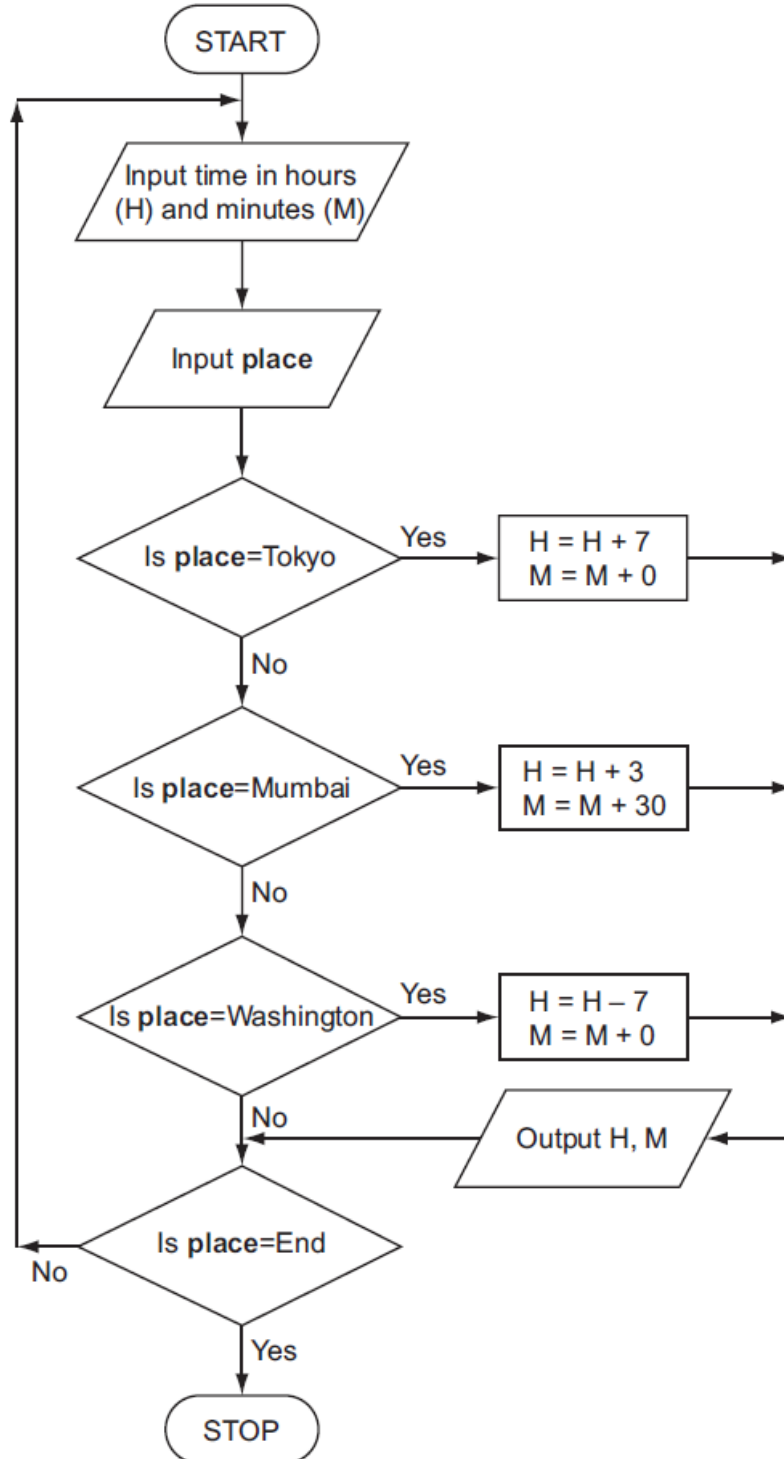 START
Input time in hours
(H) and minutes (M)
Input place
Is place=Tokyo
Yes
H = H + 7
M = M + 0
No
Is place=Mumbai
Yes
H = H + 3
M = M + 30
No
Is place=Washington
Yes
H = H – 7
M = M + 0
No
Output H, M
Is place=End
No
Yes
STOP